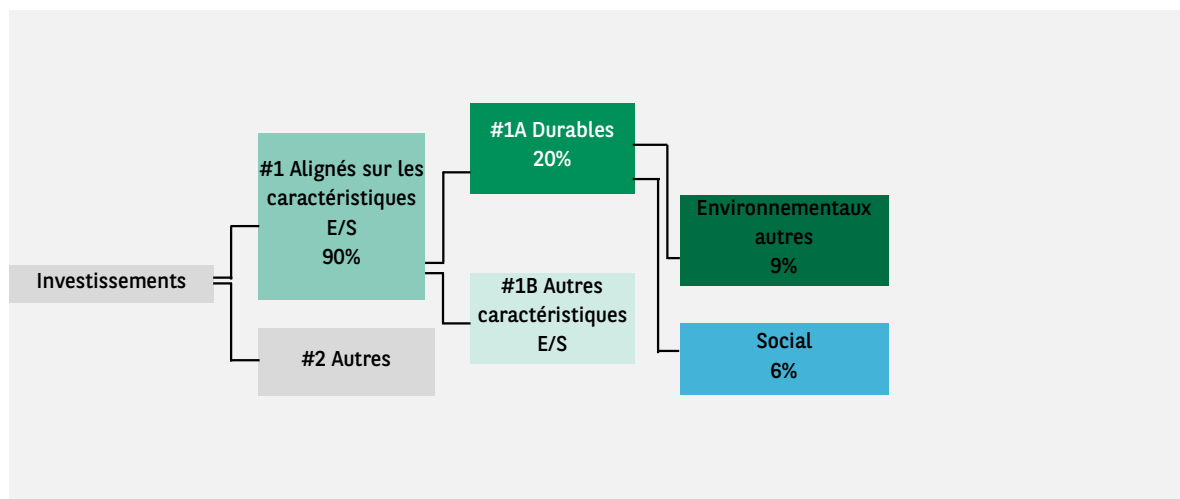 Investissements
#1 Alignés sur les
caractéristiques
E/S
90%
#2 Autres
#1A Durables
20%
#1B Autres
caractéristiques
E/S
Environnementaux
autres
9%
Social
6%